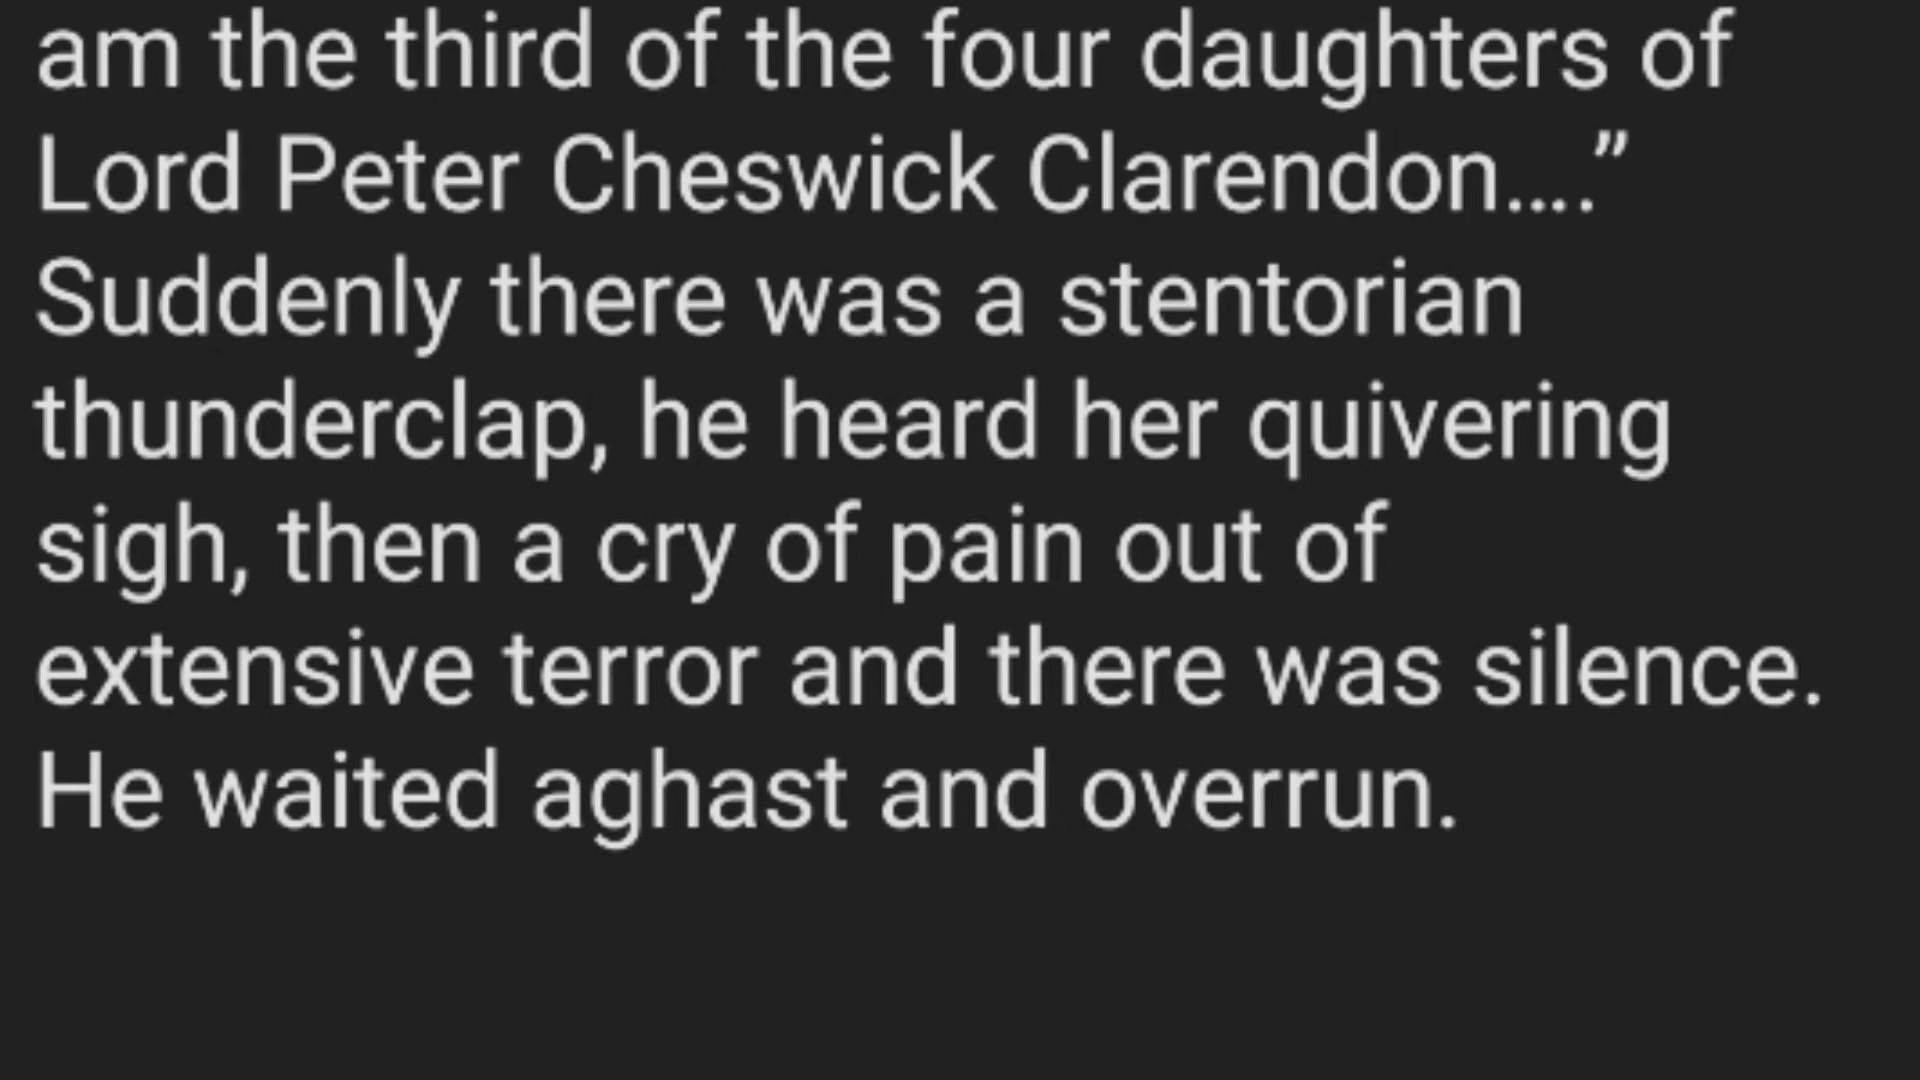 am the third of the four daughters of
Lord Peter Cheswick Clarendon….”
Suddenly there was a stentorian
thunderclap, he heard her quivering
sigh, then a cry of pain out of
extensive terror and there was silence.
He waited aghast and overrun.